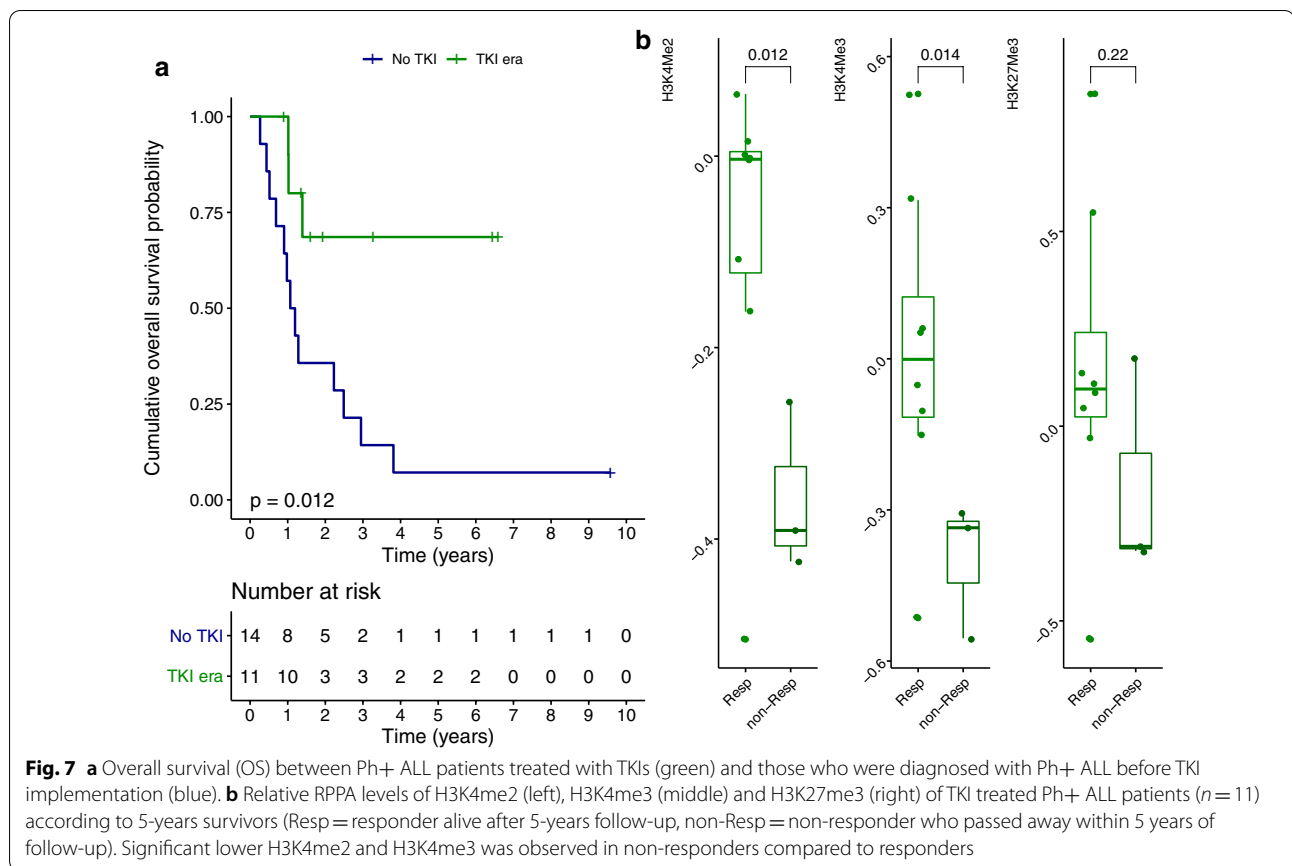 a
No TKI TKI era
Cumulative overall survival probability
1.00
0.75
0.50
0.25
0.00
p = 0.012
0 1 2 3 4 5 6 7 8 9 10
Time (years)
Number at risk
No TKI 14 8 5 2 1 1 1 1 1 1 0
TKI era 11 10 3 3 2 2 2 0 0 0 0
0 1 2 3 4 5 6 7 8 9 10
Time (years)
b
H3K4Me2
0.012
0.0
−0.2
−0.4
Resp
non−Resp
H3K4Me3
0.014
0.6
0.3
0.0
−0.3
−0.6
Resp
non−Resp
H3K27Me3
0.22
0.5
0.0
−0.5
Resp
non−Resp
Fig. 7 a Overall survival (OS) between Ph+ ALL patients treated with TKIs (green) and those who were diagnosed with Ph+ ALL before TKI
implementation (blue). b Relative RPPA levels of H3K4me2 (left), H3K4me3 (middle) and H3K27me3 (right) of TKI treated Ph+ ALL patients (n = 11)
according to 5-years survivors (Resp = responder alive after 5-years follow-up, non-Resp = non-responder who passed away within 5 years of
follow-up). Significant lower H3K4me2 and H3K4me3 was observed in non-responders compared to responders